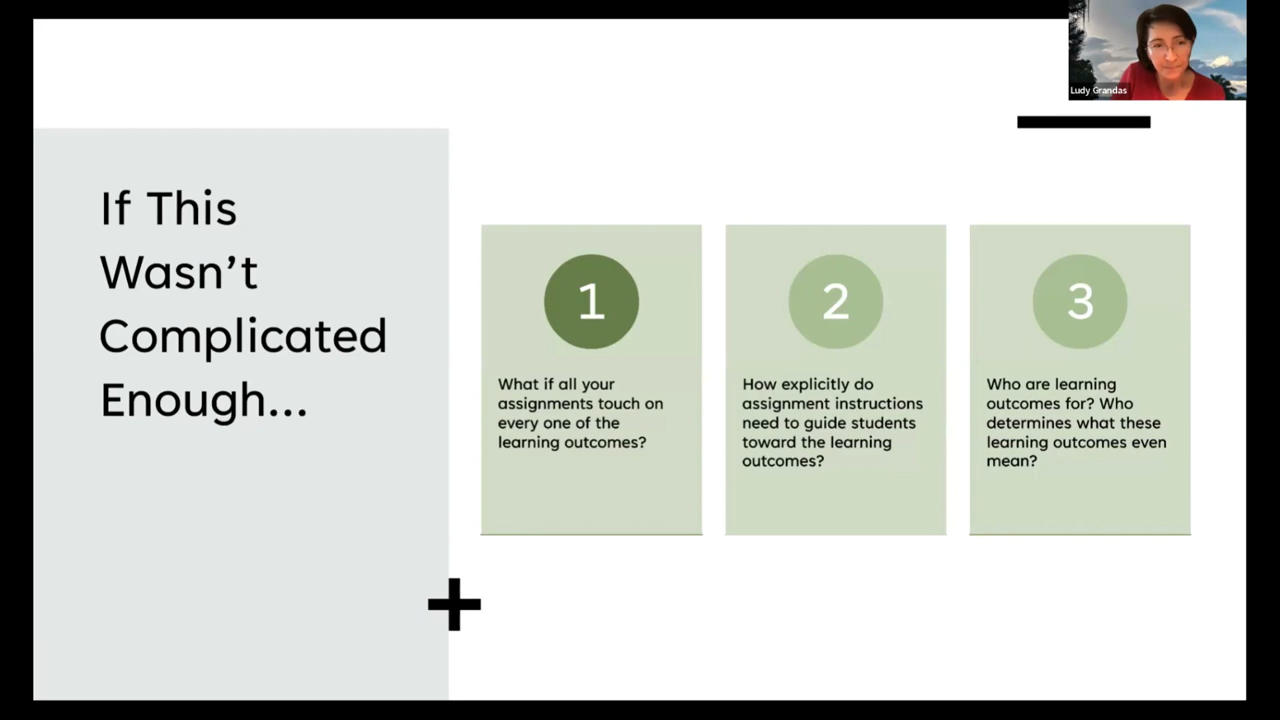 Ludy Grandas
If This
Wasn’t
Complicated
Enough...
1
What if all your
assignments touch on
every one of the
learning outcomes?
2
How explicitly do
assignment instructions
need to guide students
toward the learning
outcomes?
3
Who are learning
outcomes for? Who
determines what these
learning outcomes even
mean?